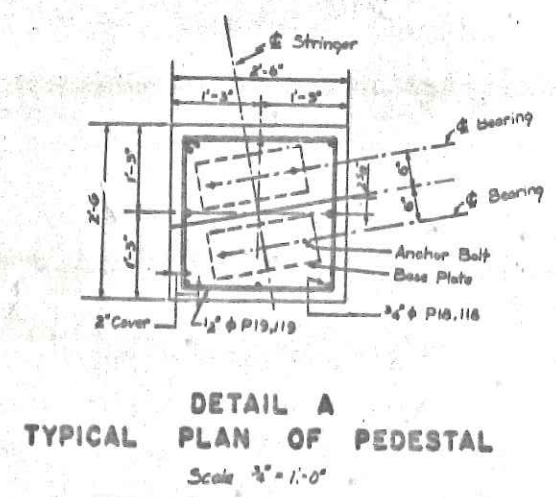 ℄ Stringer
2'-6"
1'-3"
1'-3"
℄ Bearing
1'-3"
2'-6
6"
6"
℄ Bearing
1'-3"
Anchor Bolt
Base Plate
2" Cover
½" ϕ P19,119
¾" ϕ P18,118
DETAIL A
TYPICAL PLAN OF PEDESTAL
Scale ¾" = 1'-0"